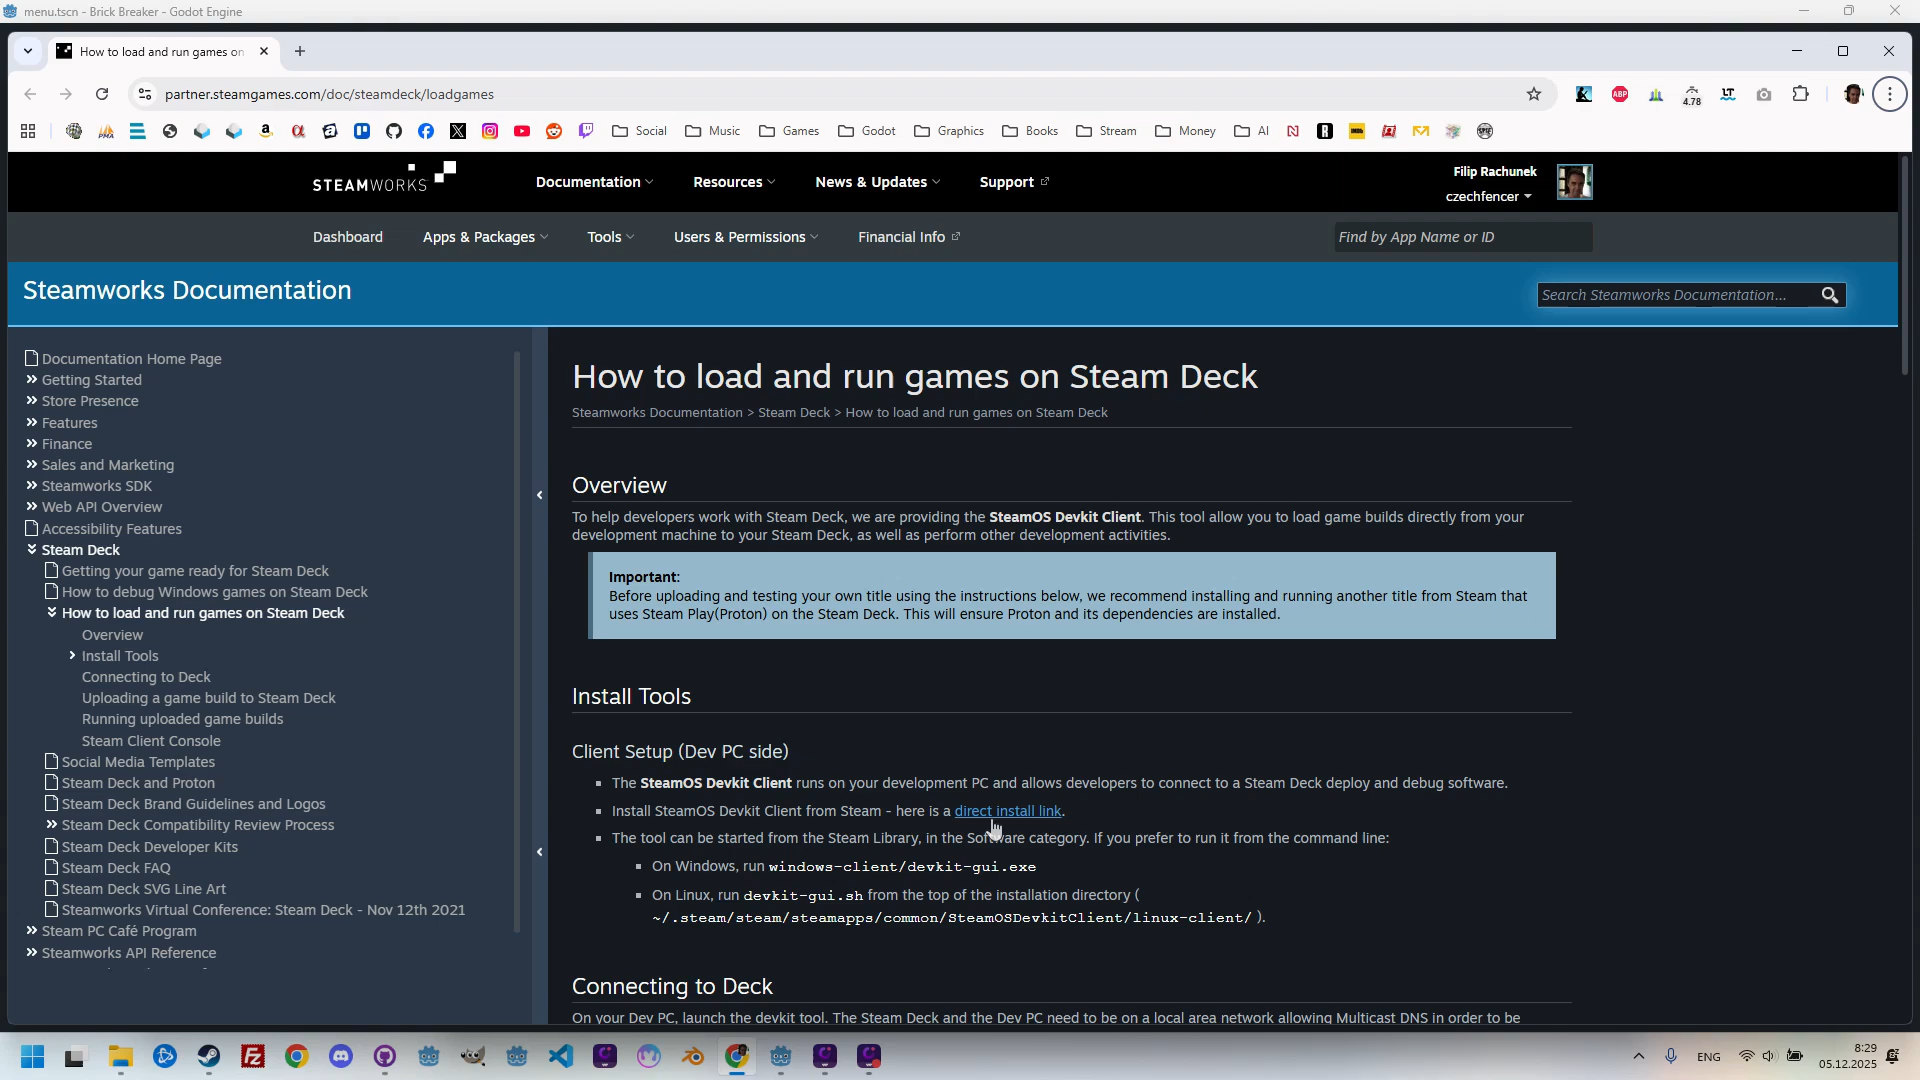 menu.tscn - Brick Breaker - Godot Engine
How to load and run games on
partner.steamgames.com/doc/steamdeck/loadgames
ABP
4.78
LT
Social
Music
Games
Godot
Graphics
Books
Stream
Money
AI
STEAMWORKS
Documentation
Resources
News & Updates
Support
Filip Rachunek
czechfencer
Dashboard
Apps & Packages
Tools
Users & Permissions
Financial Info
Find by App Name or ID
Steamworks Documentation
Search Steamworks Documentation...
Documentation Home Page
Getting Started
Store Presence
Features
Finance
Sales and Marketing
Steamworks SDK
Web API Overview
Accessibility Features
Steam Deck
Getting your game ready for Steam Deck
How to debug Windows games on Steam Deck
How to load and run games on Steam Deck
Overview
Install Tools
Connecting to Deck
Uploading a game build to Steam Deck
Running uploaded game builds
Steam Client Console
Social Media Templates
Steam Deck and Proton
Steam Deck Brand Guidelines and Logos
Steam Deck Compatibility Review Process
Steam Deck Developer Kits
Steam Deck FAQ
Steam Deck SVG Line Art
Steamworks Virtual Conference: Steam Deck - Nov 12th 2021
Steam PC Café Program
Steamworks API Reference
How to load and run games on Steam Deck
Steamworks Documentation > Steam Deck > How to load and run games on Steam Deck
Overview
To help developers work with Steam Deck, we are providing the SteamOS Devkit Client. This tool allow you to load game builds directly from your
development machine to your Steam Deck, as well as perform other development activities.
Important:
Before uploading and testing your own title using the instructions below, we recommend installing and running another title from Steam that
uses Steam Play(Proton) on the Steam Deck. This will ensure Proton and its dependencies are installed.
Install Tools
Client Setup (Dev PC side)
The SteamOS Devkit Client runs on your development PC and allows developers to connect to a Steam Deck deploy and debug software.
Install SteamOS Devkit Client from Steam - here is a direct install link.
The tool can be started from the Steam Library, in the Software category. If you prefer to run it from the command line:
On Windows, run windows-client/devkit-gui.exe
On Linux, run devkit-gui.sh from the top of the installation directory (
~/.steam/steam/steamapps/common/SteamOSDevkitClient/linux-client/ ).
Connecting to Deck
On your Dev PC, launch the devkit tool. The Steam Deck and the Dev PC need to be on a local area network allowing Multicast DNS in order to be
ENG
8:29
05.12.2025